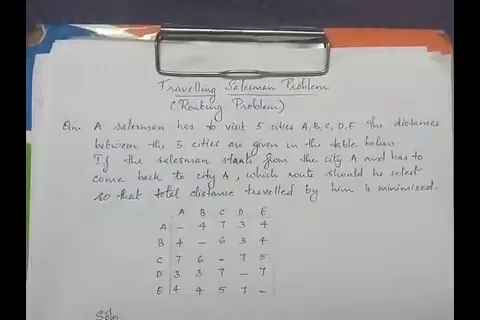 Travelling Salesman Problem
(Routing Problem)
Qn. A salesman has to visit 5 cities A, B, C, D, E The distances
between the 5 cities are given in the table below.
If the salesman starts from the city A and has to
come back to city A, which route should he select
so that total distance travelled by him is minimised.
A B C D E
A - 4 7 3 4
B 4 - 6 3 4
C 7 6 - 7 5
D 3 3 7 - 7
E 4 4 5 7 -
Soln